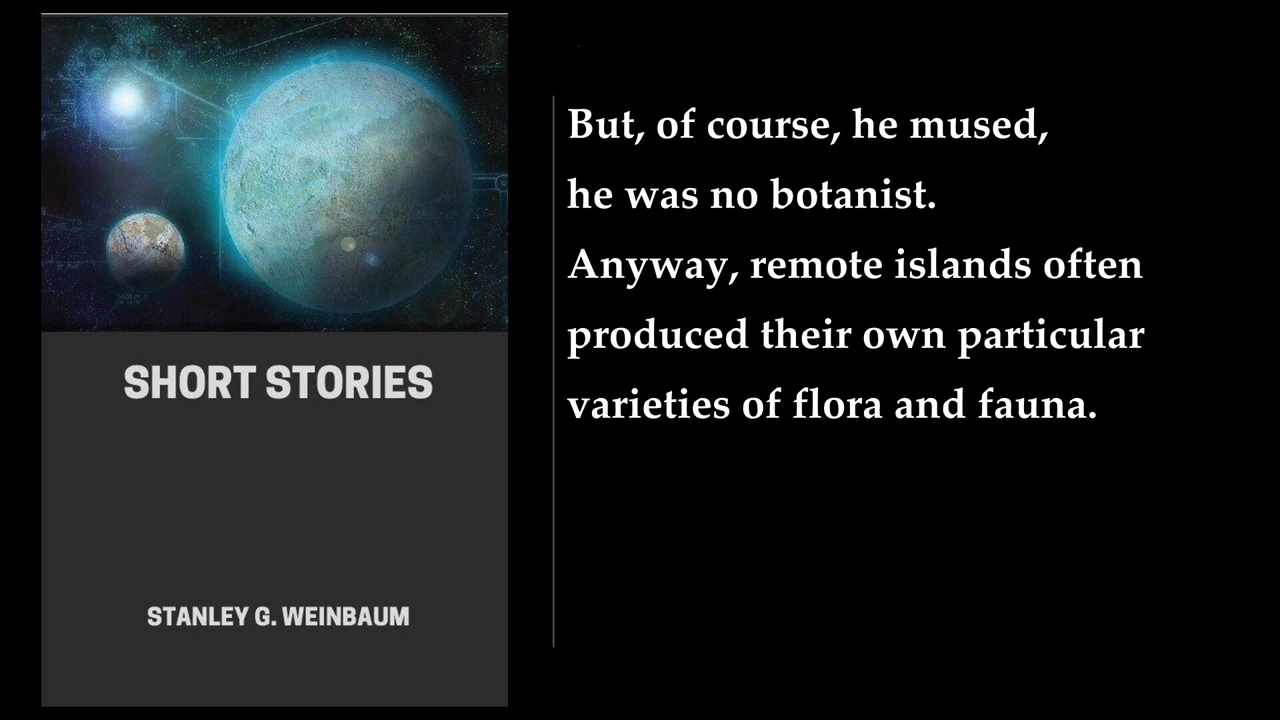 SHORT STORIES
STANLEY G. WEINBAUM
But, of course, he mused,
he was no botanist.
Anyway, remote islands often
produced their own particular
varieties of flora and fauna.